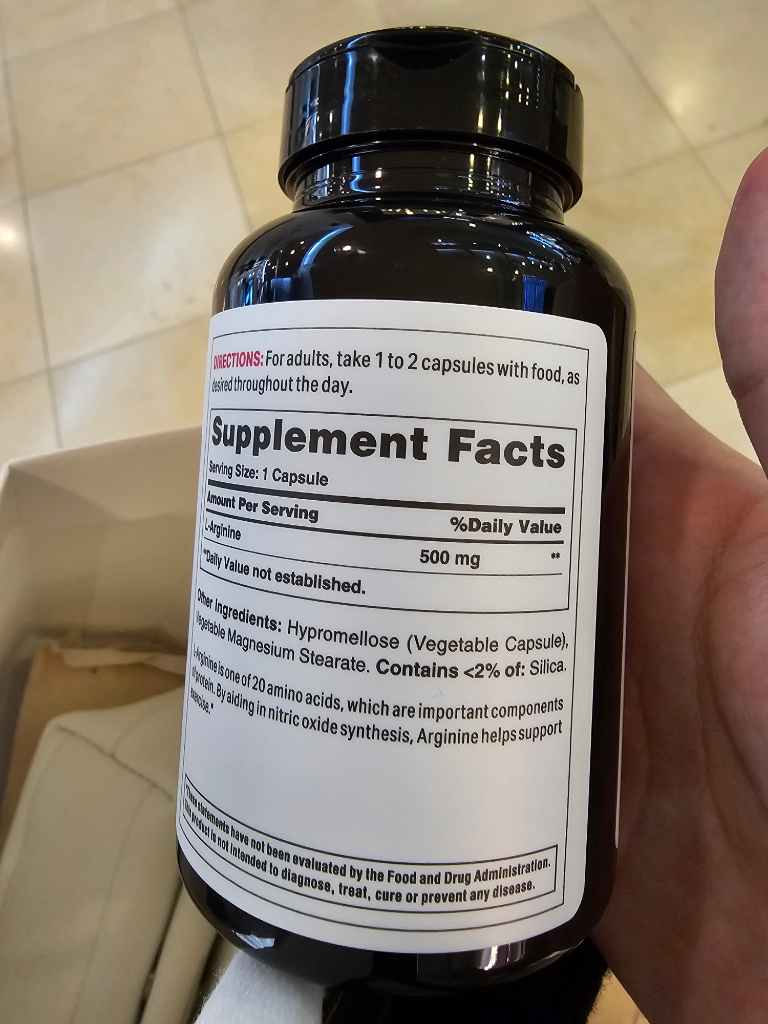 DIRECTIONS: For adults, take 1 to 2 capsules with food, as
desired throughout the day.
Supplement Facts
Serving Size: 1 Capsule
Amount Per Serving %Daily Value
L-Arginine 500 mg **
**Daily Value not established.
Other Ingredients: Hypromellose (Vegetable Capsule),
Vegetable Magnesium Stearate. Contains <2% of: Silica.
L-Arginine is one of 20 amino acids, which are important components
of protein. By aiding in nitric oxide synthesis, Arginine helps support
exercise.*
*These statements have not been evaluated by the Food and Drug Administration.
This product is not intended to diagnose, treat, cure or prevent any disease.